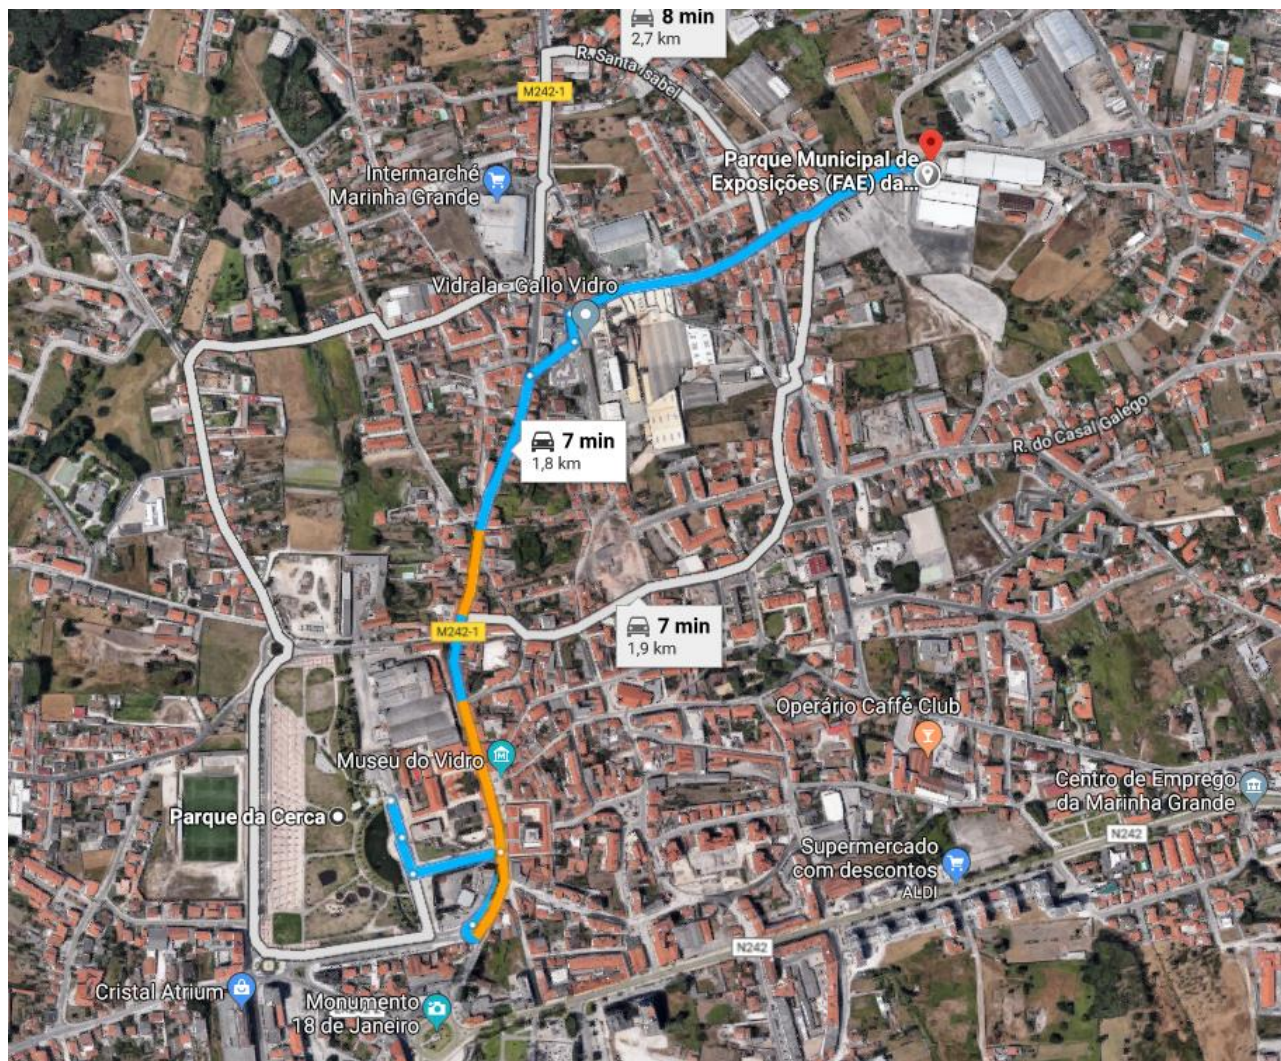 8 min
2,7 km
R. Santa Isabel
M242-1
Parque Municipal de
Exposições (FAE) da...
Intermarché
Marinha Grande
Vidrala - Gallo Vidro
R. do Casal Galego
7 min
1,8 km
M242-1
7 min
1,9 km
Operário Caffé Club
Museu do Vidro
Centro de Emprego
da Marinha Grande
Parque da Cerca
N242
Supermercado
com descontos
ALDI
N242
Cristal Atrium
Monumento
18 de Janeiro